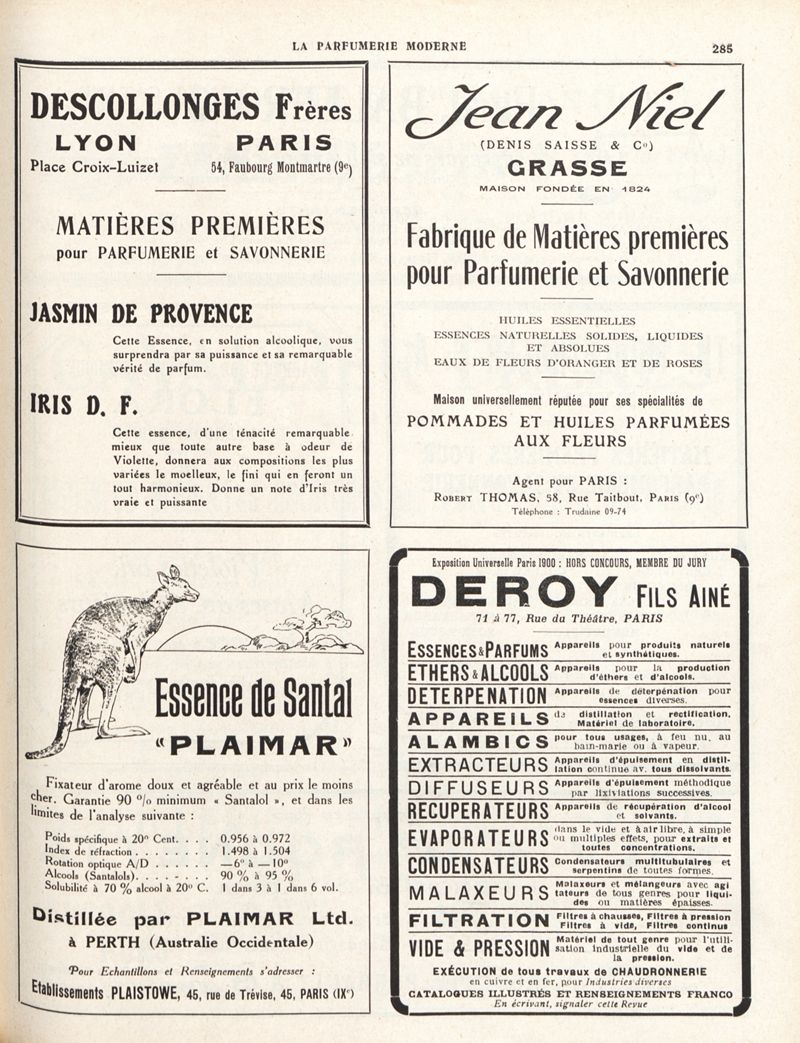 LA PARFUMERIE MODERNE
285
DESCOLLONGES Frères
LYON PARIS
Place Croix-Luizet 54, Faubourg Montmartre (9e)
MATIÈRES PREMIÈRES
pour PARFUMERIE et SAVONNERIE
JASMIN DE PROVENCE
Cette Essence, en solution alcoolique, vous
surprendra par sa puissance et sa remarquable
vérité de parfum.
IRIS D. F.
Cette essence, d'une ténacité remarquable
mieux que toute autre base à odeur de
Violette, donnera aux compositions les plus
variées le moelleux, le fini qui en feront un
tout harmonieux. Donne un note d'Iris très
vraie et puissante
Jean Niel
(DENIS SAISSE & Co)
GRASSE
MAISON FONDÉE EN 1824
Fabrique de Matières premières
pour Parfumerie et Savonnerie
HUILES ESSENTIELLES
ESSENCES NATURELLES SOLIDES, LIQUIDES
ET ABSOLUES
EAUX DE FLEURS D'ORANGER ET DE ROSES
Maison universellement réputée pour ses spécialités de
POMMADES ET HUILES PARFUMÉES
AUX FLEURS
Agent pour PARIS :
ROBERT THOMAS, 58, Rue Taitbout, PARIS (9e)
Téléphone : Trudaine 09-74
Essence de Santal
"PLAIMAR"
Fixateur d'arome doux et agréable et au prix le moins
cher. Garantie 90 % minimum « Santalol », et dans les
limites de l'analyse suivante :
Poids spécifique à 20° Cent. . . . 0.956 à 0.972
Index de réfraction . . . . . . . . 1.498 à 1.504
Rotation optique A/D . . . . . . —6° à —10°
Alcools (Santalols). . . . . . . . 90 % à 95 %
Solubilité à 70 % alcool à 20° C. 1 dans 3 à 1 dans 6 vol.
Distillée par PLAIMAR Ltd.
à PERTH (Australie Occidentale)
Pour Echantillons et Renseignements s'adresser :
Etablissements PLAISTOWE, 45, rue de Trévise, 45, PARIS (IXe)
Exposition Universelle Paris 1900 : HORS CONCOURS, MEMBRE DU JURY
DEROY FILS AINÉ
71 à 77, Rue du Théâtre, PARIS
ESSENCES & PARFUMS Appareils pour produits naturels
et synthétiques.
ETHERS & ALCOOLS Appareils pour la production
d'éthers et d'alcools.
DETERPENATION Appareils de déterpénation pour
essences diverses.
APPAREILS de distillation et rectification.
Matériel de laboratoire.
ALAMBICS pour tous usages, à feu nu, au
bain-marie ou à vapeur.
EXTRACTEURS Appareils d'épuisement en distil-
lation continue av. tous dissolvants.
DIFFUSEURS Appareils d'épuisement méthodique
par lixiviations successives.
RECUPERATEURS Appareils de récupération d'alcool
et solvants.
EVAPORATEURS dans le vide et à air libre, à simple
ou multiples effets, pour extraits et
toutes concentrations.
CONDENSATEURS Condensateurs multitubulaires et
serpentins de toutes formes.
MALAXEURS Malaxeurs et mélangeurs avec agi
tateurs de tous genres pour liqui-
des ou matières épaisses.
FILTRATION Filtres à chausses, Filtres à pression
Filtres à vide, Filtres continus
VIDE & PRESSION Matériel de tout genre pour l'utili-
sation industrielle du vide et de
la pression.
EXÉCUTION de tous travaux de CHAUDRONNERIE
en cuivre et en fer, pour Industries diverses
CATALOGUES ILLUSTRÉS ET RENSEIGNEMENTS FRANCO
En écrivant, signaler cette Revue